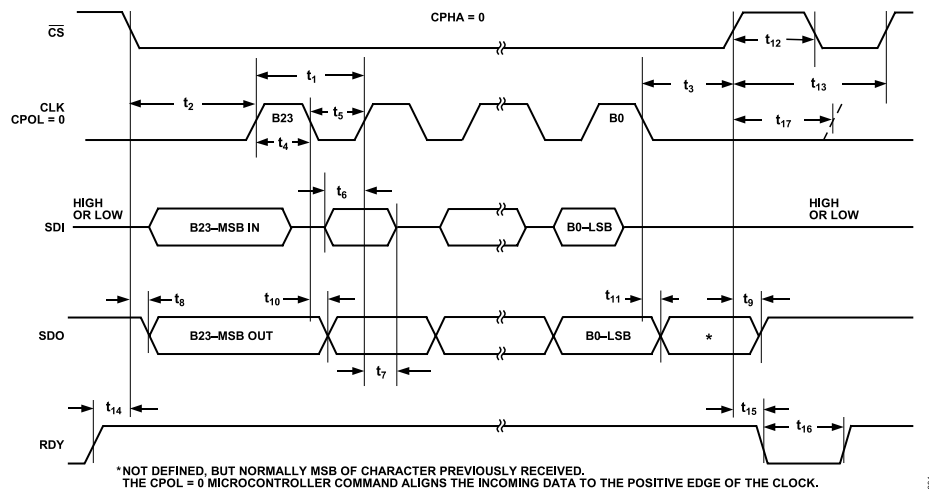 CPHA = 0
CS
t12
t1
t3
t13
t2
CLK
CPOL = 0
B23
t5
B0
t17
t4
t6
HIGH
OR LOW
HIGH
OR LOW
SDI
B23–MSB IN
B0–LSB
t8
t10
t11
t9
SDO
B23–MSB OUT
B0–LSB
*
t7
t14
t15
t16
RDY
*NOT DEFINED, BUT NORMALLY MSB OF CHARACTER PREVIOUSLY RECEIVED.
THE CPOL = 0 MICROCONTROLLER COMMAND ALIGNS THE INCOMING DATA TO THE POSITIVE EDGE OF THE CLOCK.